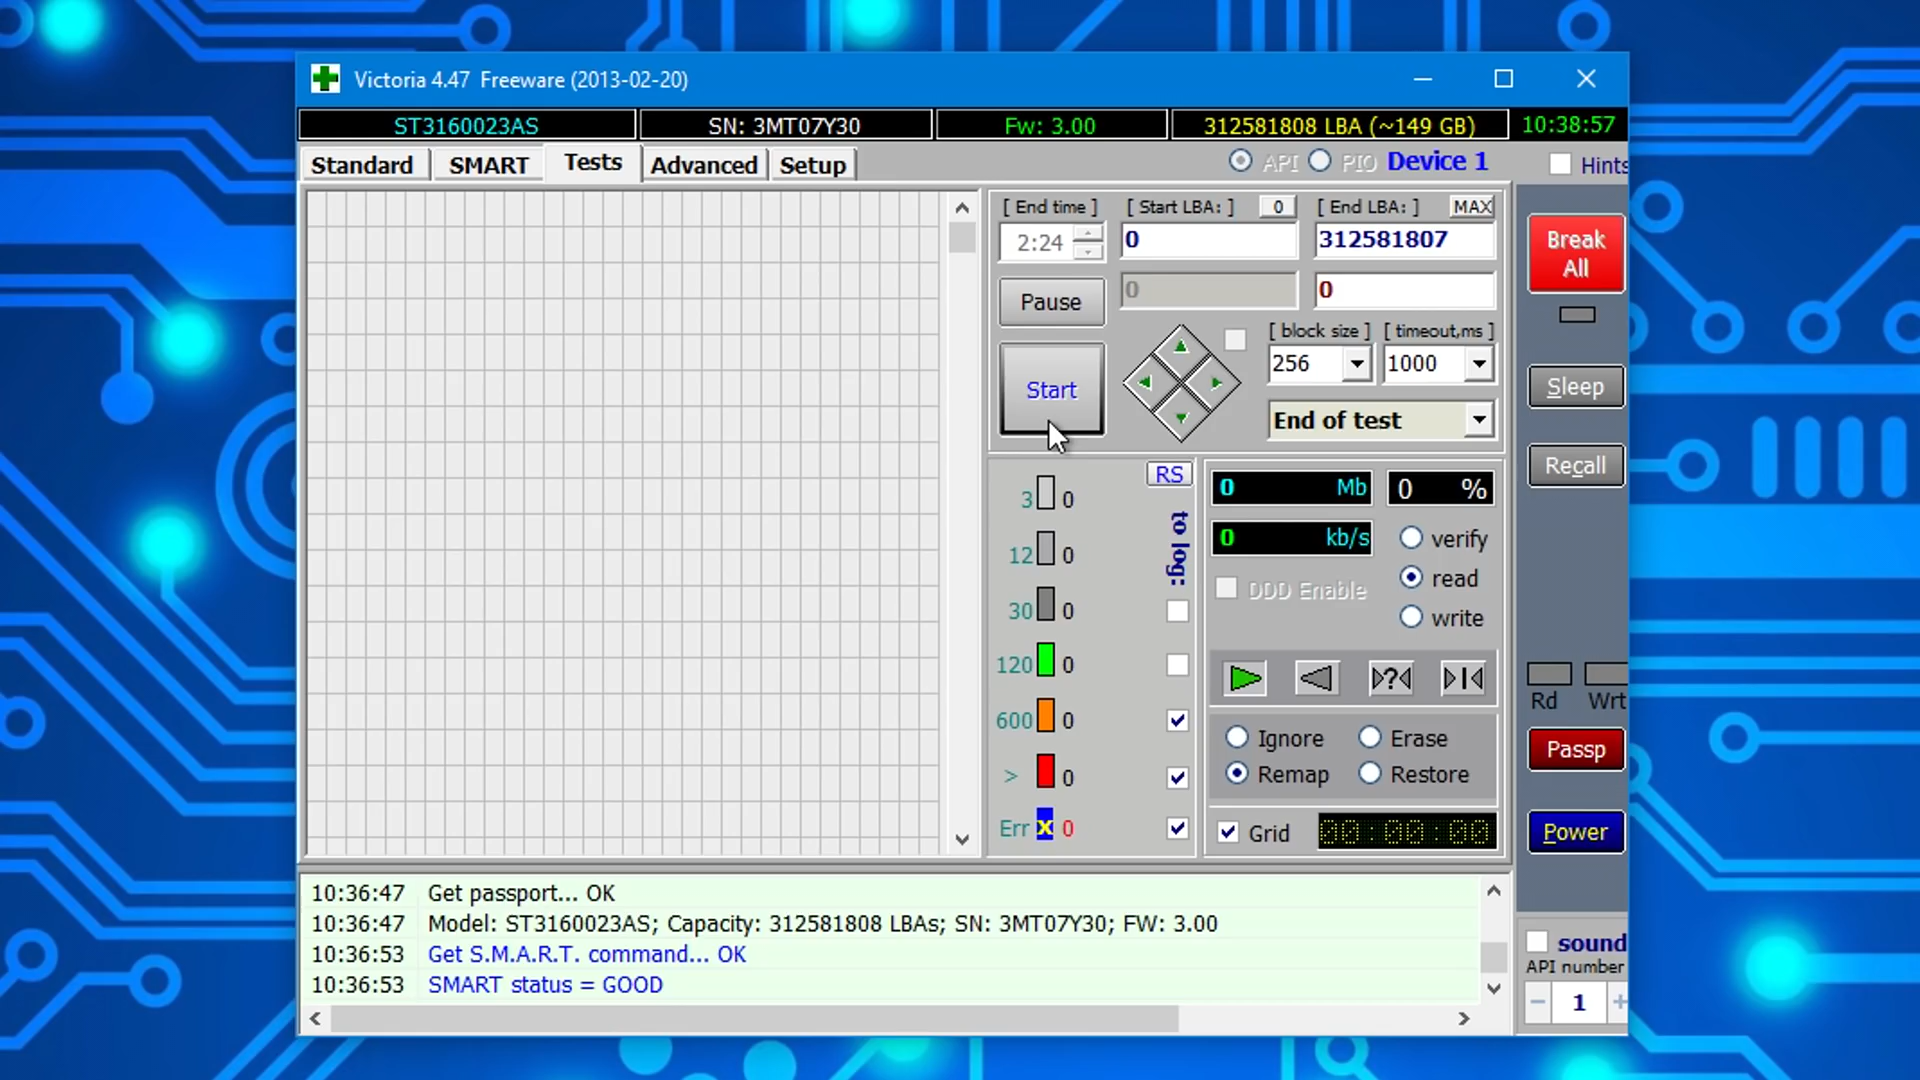 Victoria 4.47 Freeware (2013-02-20)
ST3160023AS SN: 3MT07Y30 Fw: 3.00 312581808 LBA (~149 GB) 10:38:57
Standard SMART Tests Advanced Setup API PIO Device 1 Hints
[ End time ] [ Start LBA: ] 0 [ End LBA: ] MAX
2:24 0 312581807
Break
All
Pause 0 0
[ block size ] [ timeout,ms ]
256 1000
Start
Sleep
End of test
Recall
RS
to log:
3 0
12 0
30 0
120 0
600 0
> 0
Err x 0
0 Mb 0 %
0 kb/s
verify
DDD Enable
read
write
?
Ignore Erase
Remap Restore
Grid 00:00:00
Rd Wrt
Passp
Power
10:36:47 Get passport... OK
10:36:47 Model: ST3160023AS; Capacity: 312581808 LBAs; SN: 3MT07Y30; FW: 3.00
10:36:53 Get S.M.A.R.T. command... OK
10:36:53 SMART status = GOOD
sound
API number
- 1 +